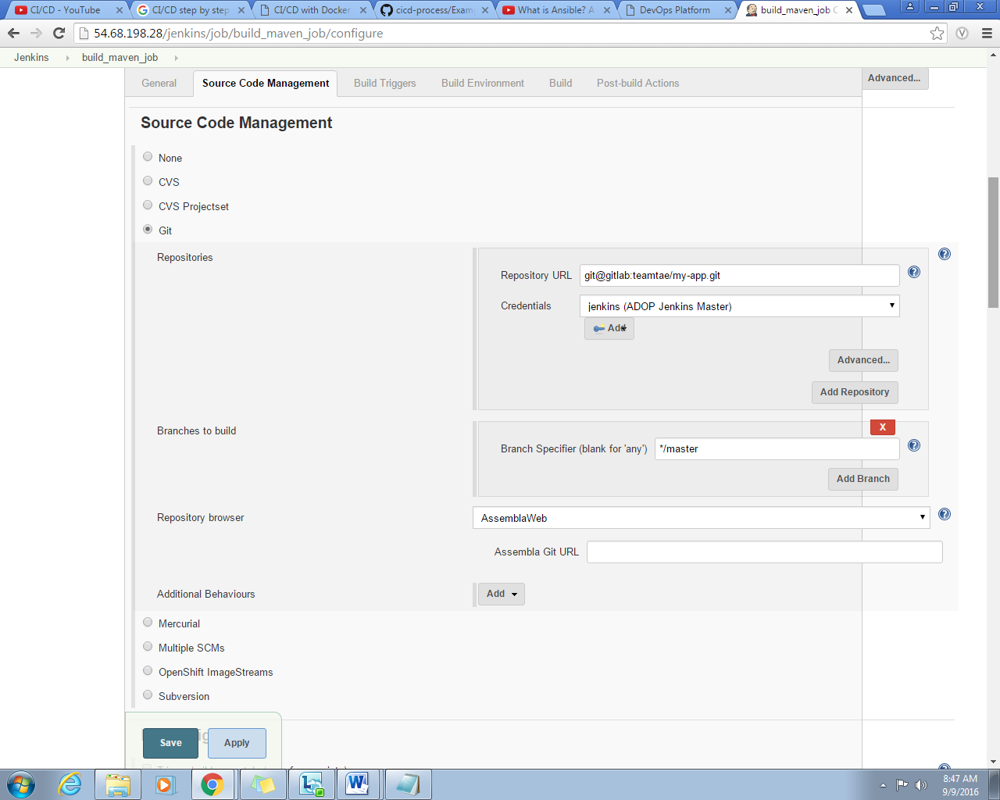 CI/CD - YouTube
CI/CD step by step
CI/CD with Docker
cicd-process/Exam
What is Ansible? A
DevOps Platform
build_maven_job C
54.68.198.28/jenkins/job/build_maven_job/configure
Jenkins
build_maven_job
General
Source Code Management
Build Triggers
Build Environment
Build
Post-build Actions
Advanced...
Source Code Management
None
CVS
CVS Projectset
Git
Repositories
Repository URL
git@gitlab:teamtae/my-app.git
Credentials
jenkins (ADOP Jenkins Master)
Add
Advanced...
Add Repository
Branches to build
X
Branch Specifier (blank for 'any')
*/master
Add Branch
Repository browser
AssemblaWeb
Assembla Git URL
Additional Behaviours
Add
Mercurial
Multiple SCMs
OpenShift ImageStreams
Subversion
Save
Apply
8:47 AM
9/9/2016